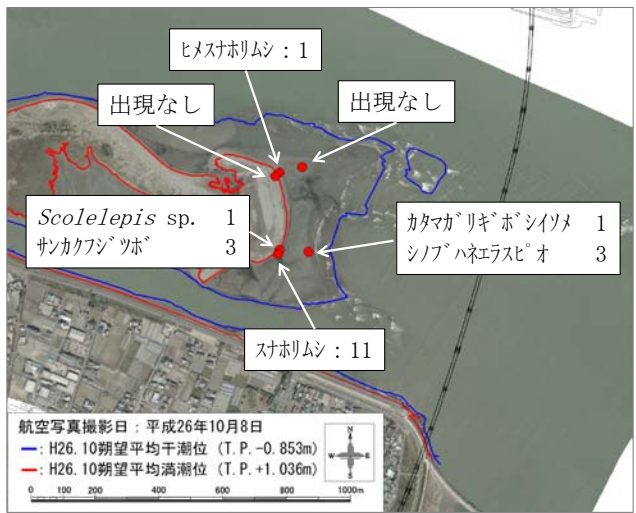 ﾋﾒｽﾅﾎﾘﾑｼ：1
出現なし
出現なし
Scolelepis sp. 1
ｻﾝｶｸﾌｼﾞﾂﾎﾞ 3
ｶﾀﾏｶﾞﾘｷﾞﾎﾞｼｲｿﾒ 1
ｼﾉﾌﾞﾊﾈｴﾗｽﾋﾟｵ 3
ｽﾅﾎﾘﾑｼ：11
航空写真撮影日：平成26年10月8日
：H26.10朔望平均干潮位（T.P.-0.853m）
：H26.10朔望平均満潮位（T.P.+1.036m）
N
W E
S
0 100 200 400 600 800 1000m